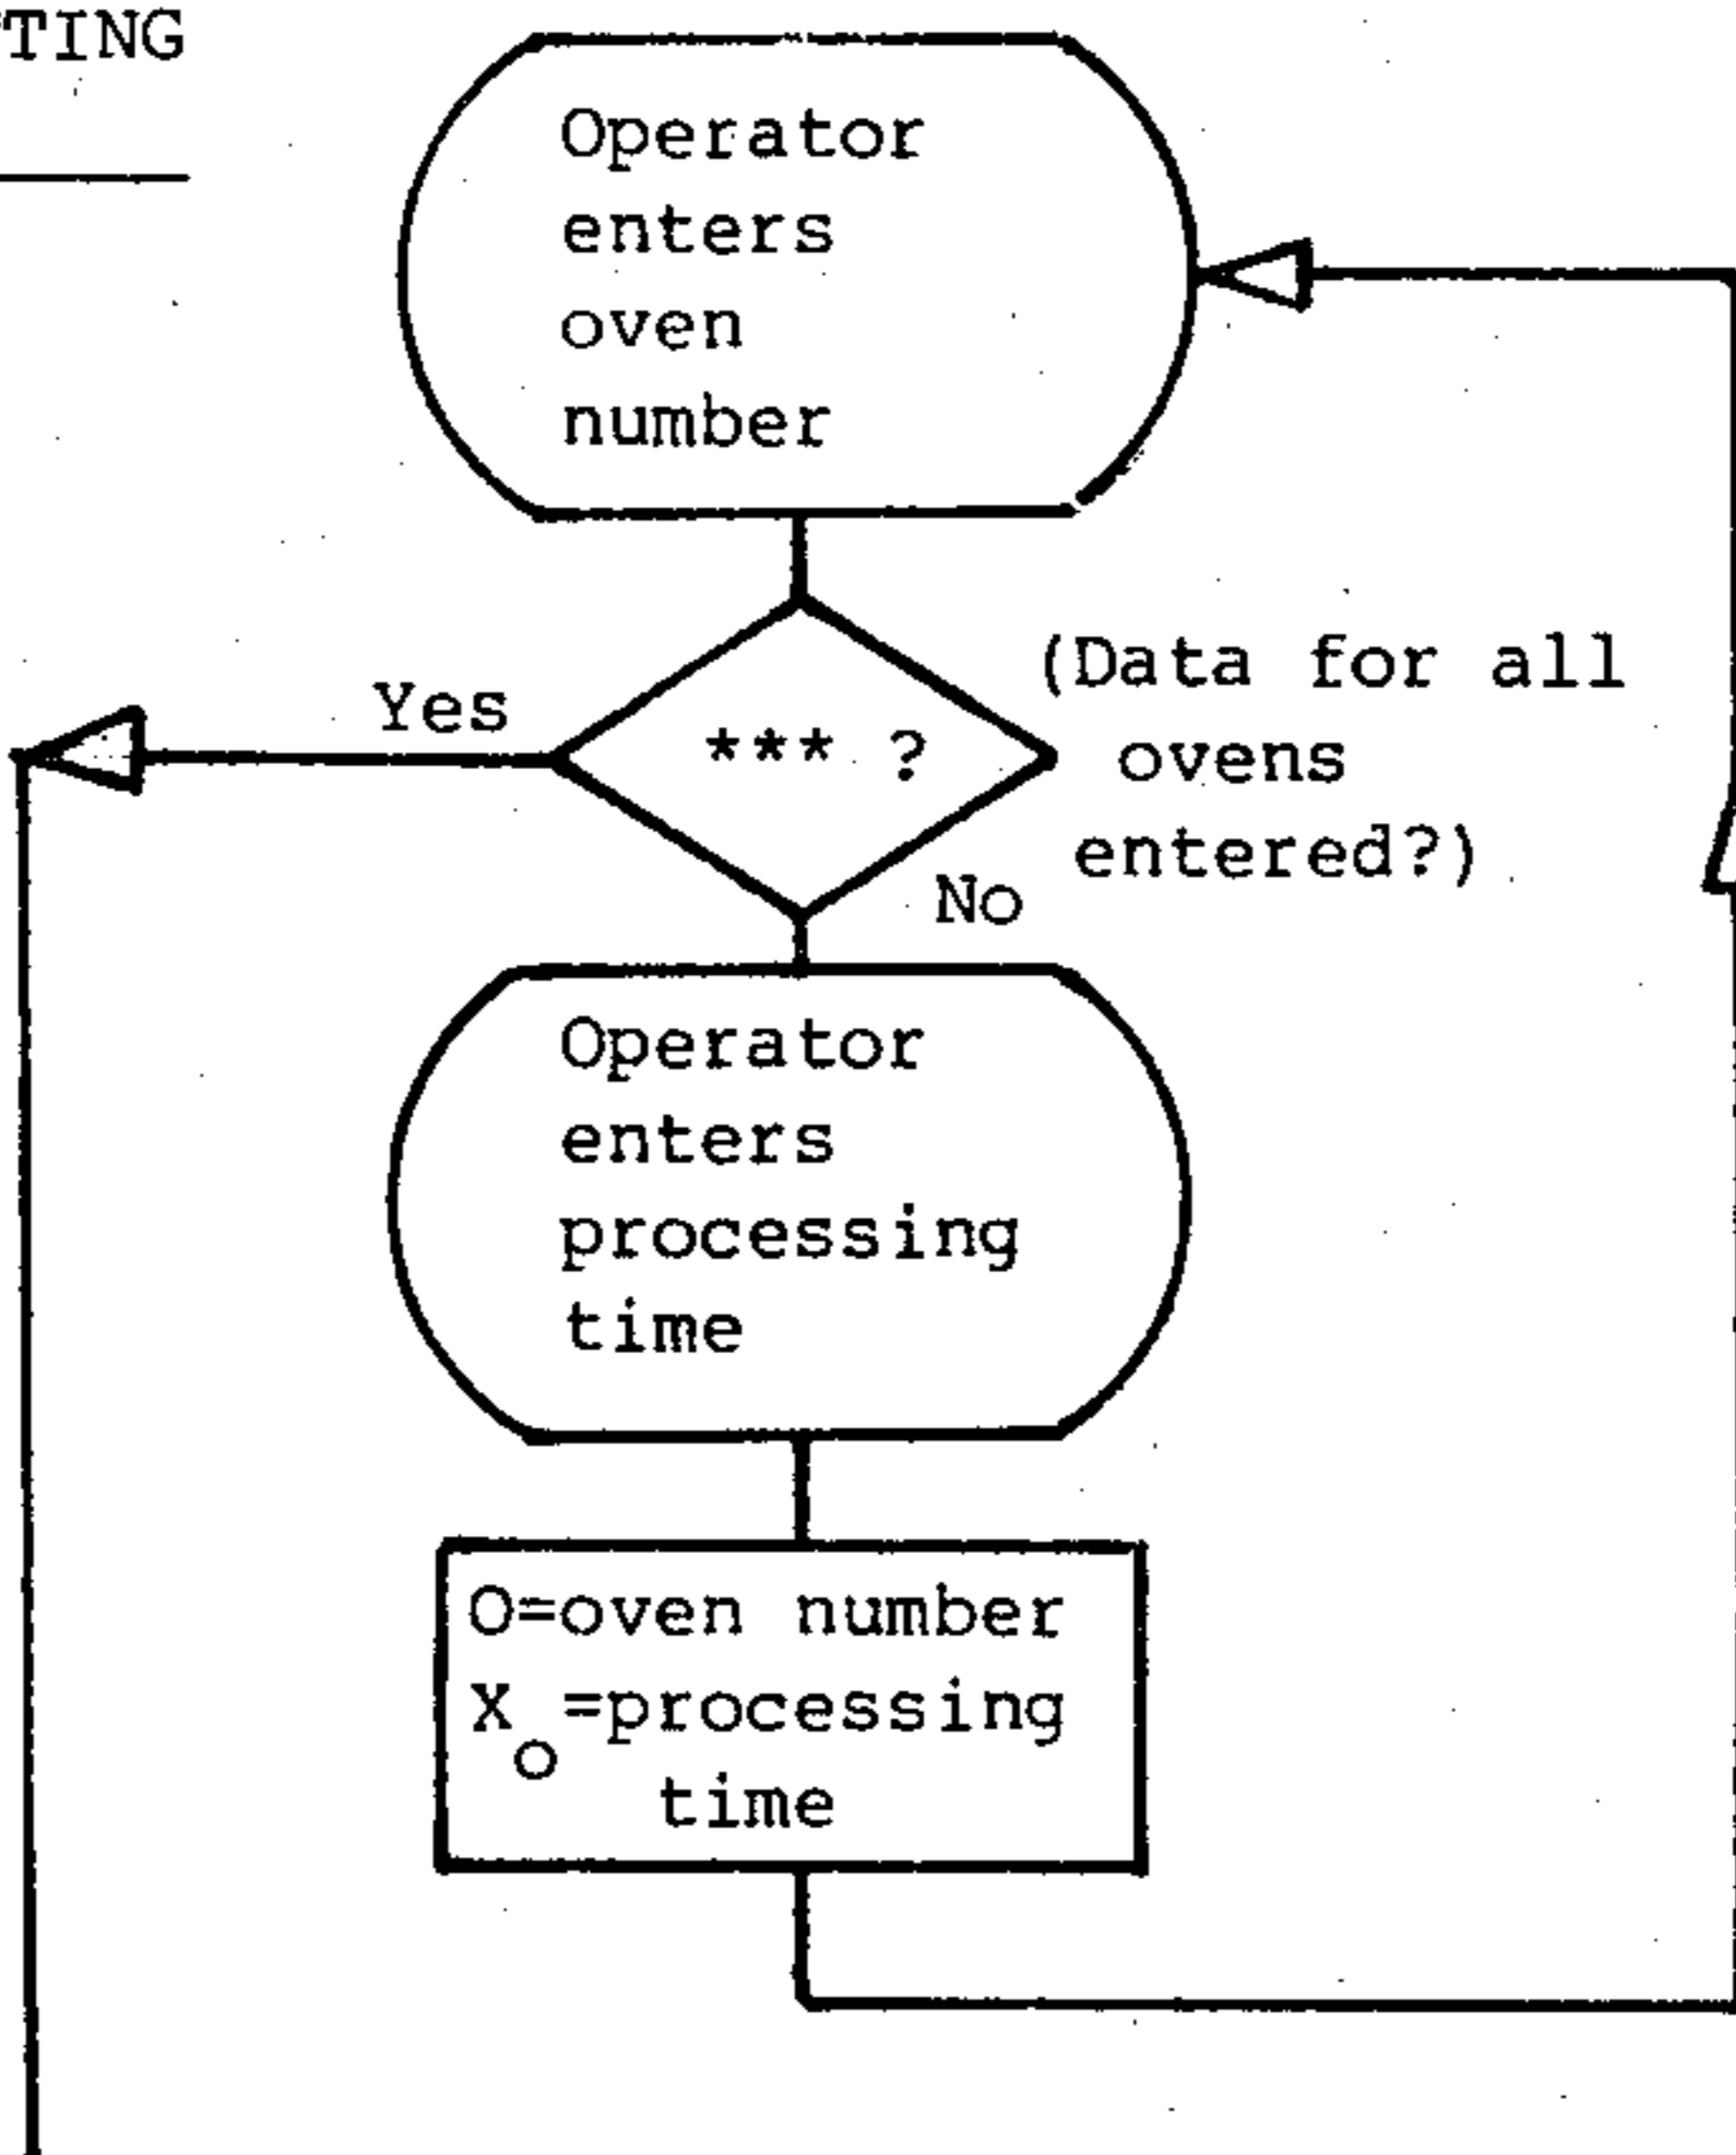 Operator
enters
oven
number
Yes
*** ?
(Data for all
ovens
entered?)
No
Operator
enters
processing
time
O=oven number
Xo=processing
time